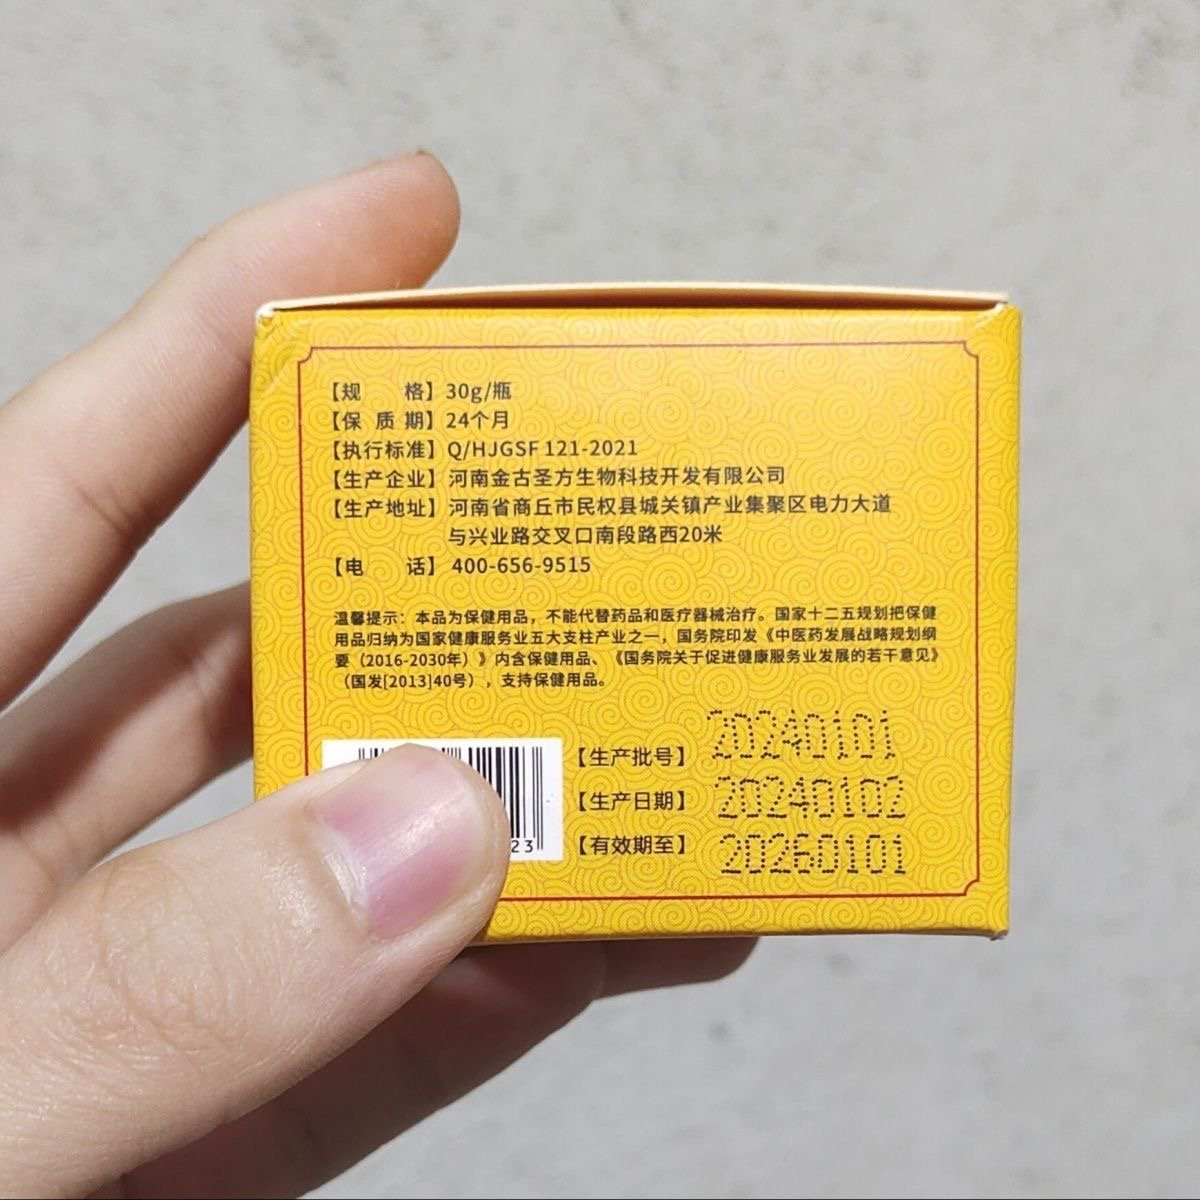 【规 格】30g/瓶
【保 质 期】24个月
【执行标准】Q/HJGSF 121-2021
【生产企业】河南金古圣方生物科技开发有限公司
【生产地址】河南省商丘市民权县城关镇产业集聚区电力大道
与兴业路交叉口南段路西20米
【电 话】400-656-9515
温馨提示：本品为保健用品，不能代替药品和医疗器械治疗。国家十二五规划把保健
用品归纳为国家健康服务业五大支柱产业之一，国务院印发《中医药发展战略规划纲
要（2016-2030年）》内含保健用品、《国务院关于促进健康服务业发展的若干意见》
（国发[2013]40号），支持保健用品。
【生产批号】20240101
【生产日期】20240102
【有效期至】20260101
23